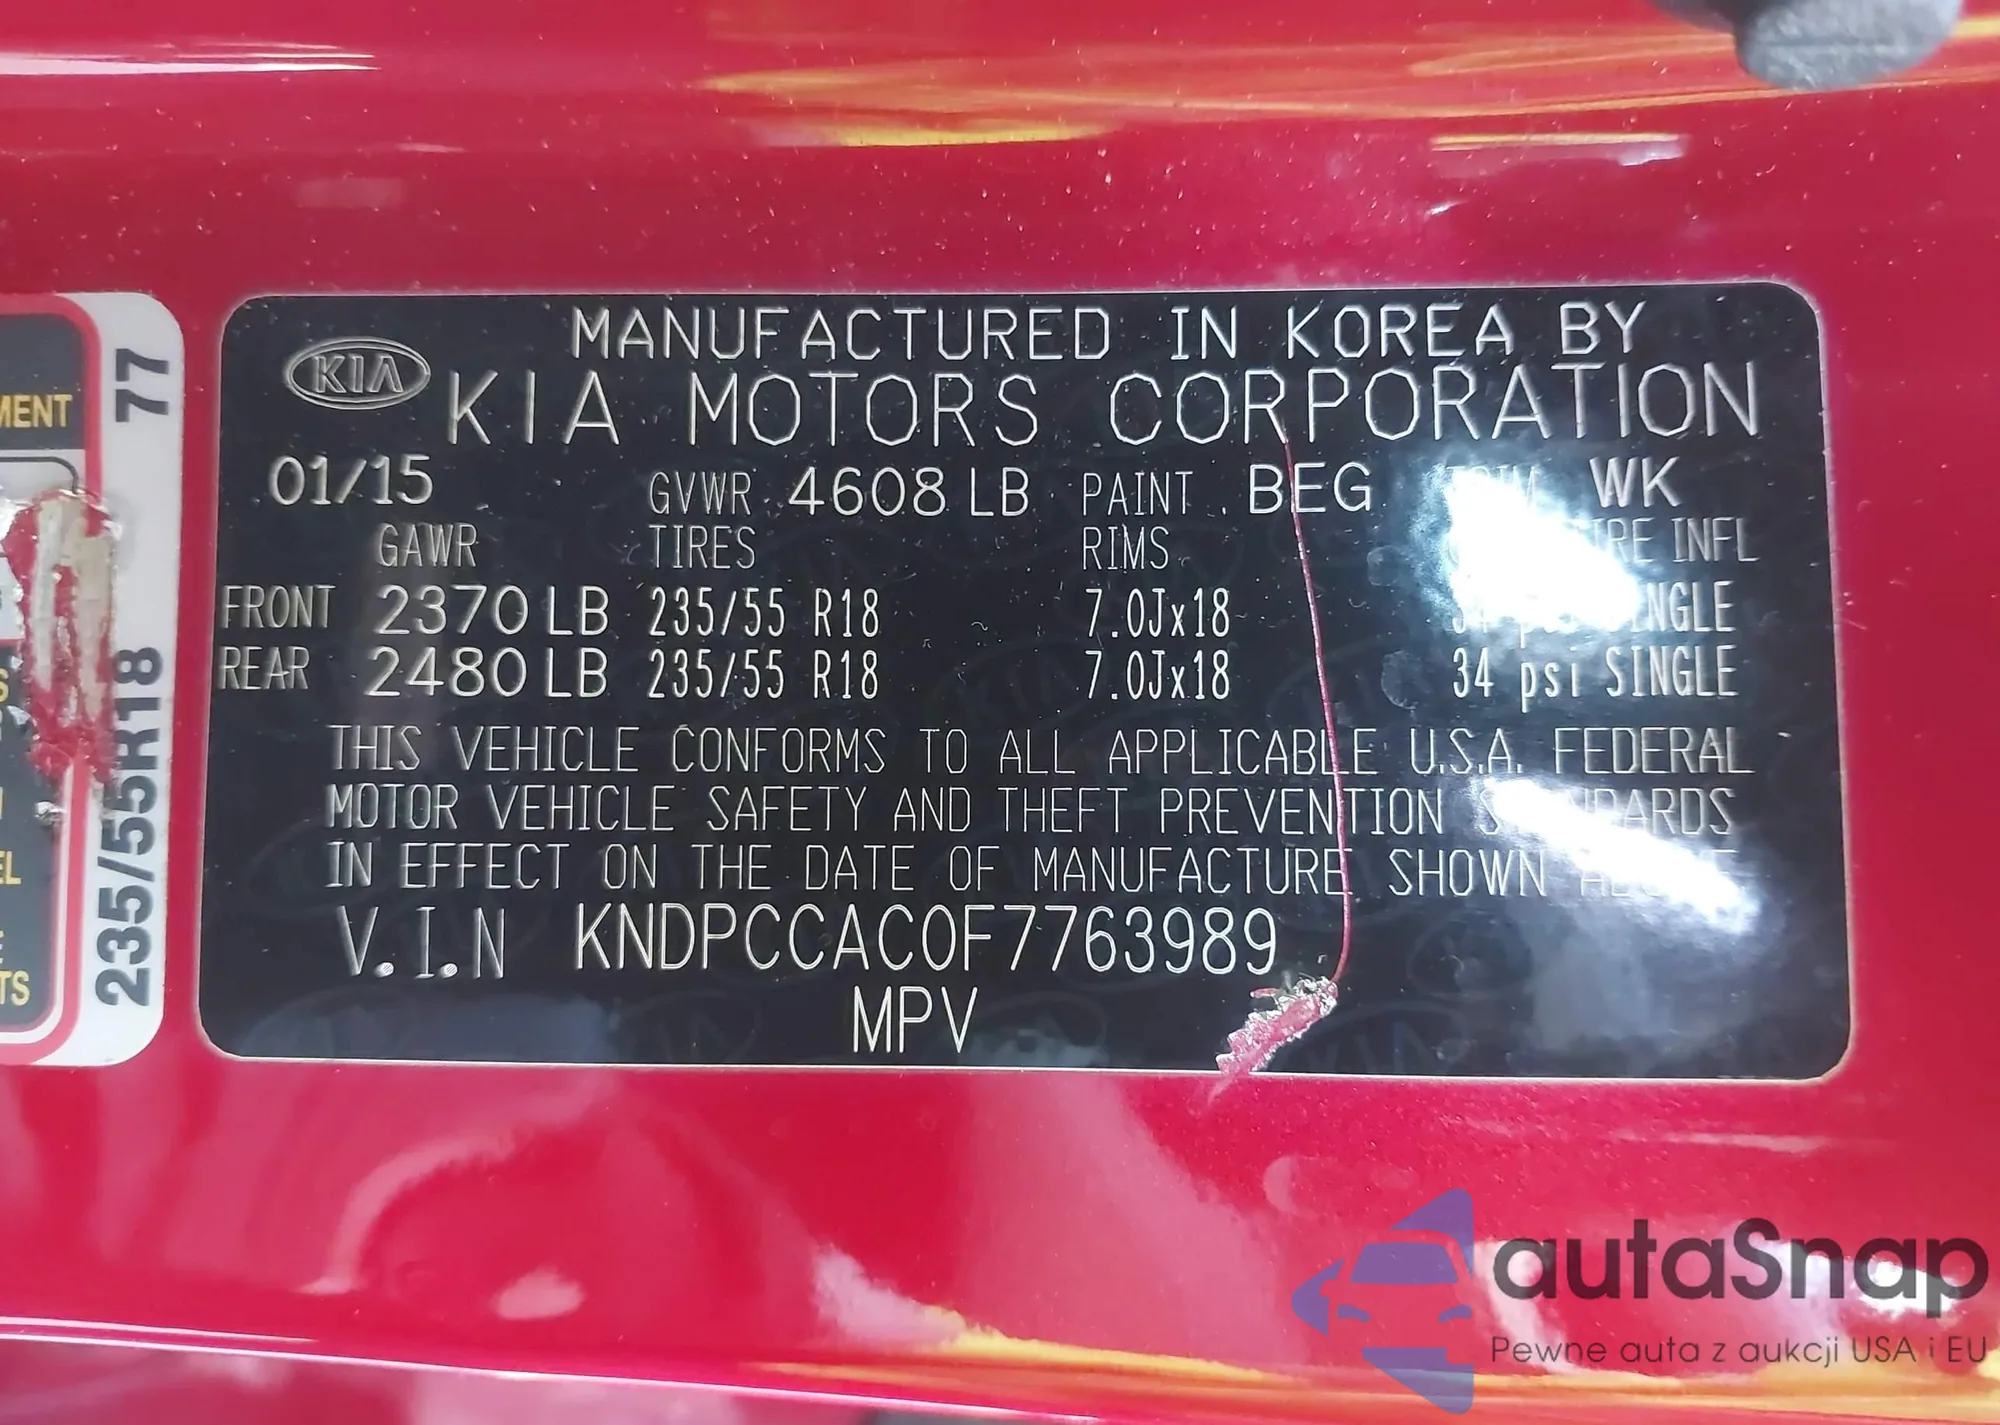 MANUFACTURED IN KOREA BY
KIA KIA MOTORS CORPORATION
01/15 GVWR 4608 LB PAINT BEG WK
GAWR TIRES RIMS INFL
FRONT 2370 LB 235/55 R18 7.0Jx18
REAR 2480 LB 235/55 R18 7.0Jx18 34 psi SINGLE
THIS VEHICLE CONFORMS TO ALL APPLICABLE U.S.A. FEDERAL
MOTOR VEHICLE SAFETY AND THEFT PREVENTION STANDARDS
IN EFFECT ON THE DATE OF MANUFACTURE SHOWN
V.I.N KNDPCCAC0F7763989
MPV
77
235/55R18
autaSnap
Pewne auta z aukcji USA i EU